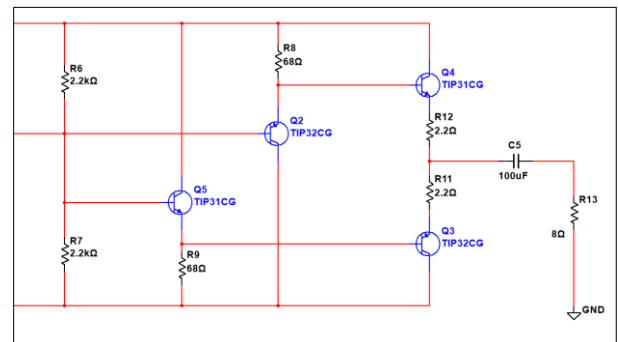 R6
2.2kΩ
R8
68Ω
Q4
TIP31CG
Q2
TIP32CG
R12
2.2Ω
C5
100uF
Q5
TIP31CG
R11
2.2Ω
R13
8Ω
R7
2.2kΩ
R9
68Ω
Q3
TIP32CG
GND